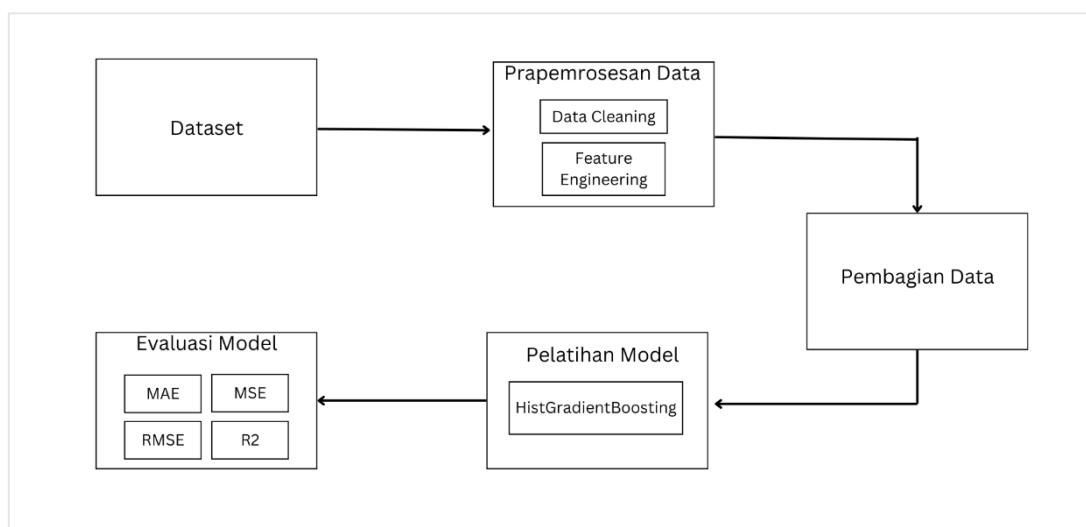 Dataset
Prapemrosesan Data
Data Cleaning
Feature
Engineering
Pembagian Data
Pelatihan Model
HistGradientBoosting
Evaluasi Model
MAE
MSE
RMSE
R2